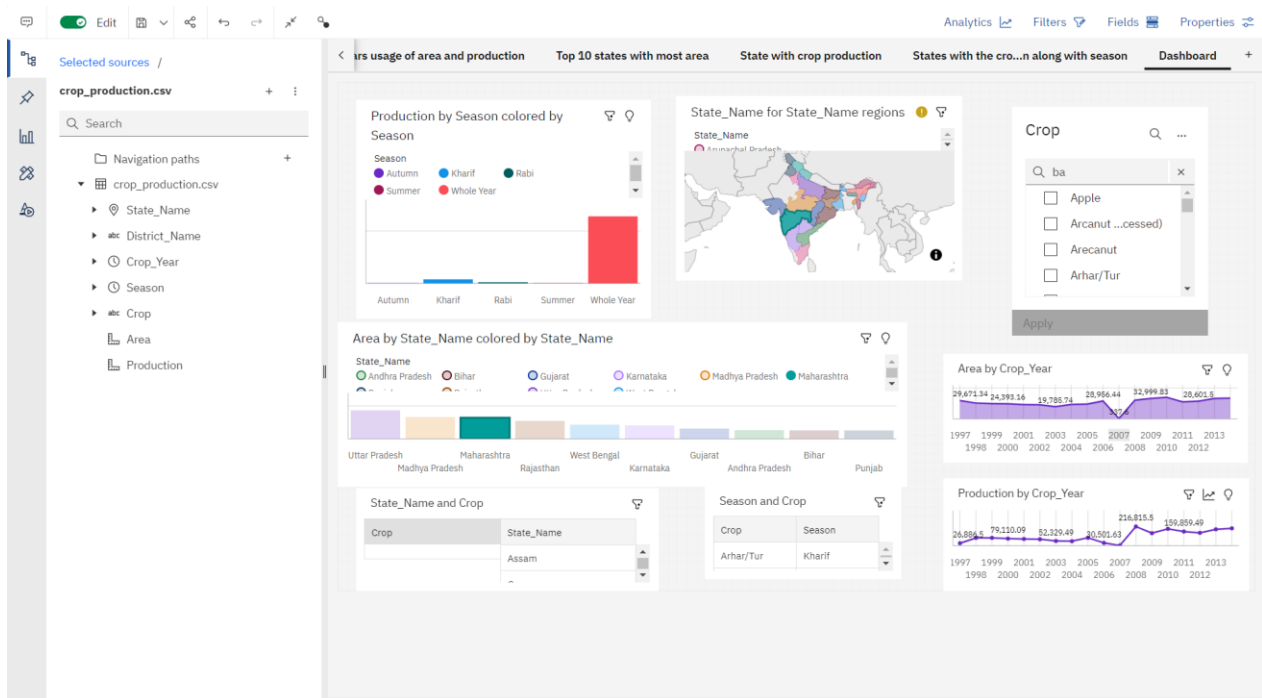 Edit
Analytics
Filters
Fields
Properties
Selected sources /
crop_production.csv
Search
Navigation paths
crop_production.csv
State_Name
abc District_Name
Crop_Year
Season
abc Crop
Area
Production
ars usage of area and production
Top 10 states with most area
State with crop production
States with the cro...n along with season
Dashboard
Production by Season colored by
Season
Season
Autumn Kharif Rabi
Summer Whole Year
Autumn Kharif Rabi Summer Whole Year
State_Name for State_Name regions
State_Name
Arunachal Pradesh
Crop
ba
Apple
Arcanut ...cessed)
Arecanut
Arhar/Tur
Apply
Area by State_Name colored by State_Name
State_Name
Andhra Pradesh Bihar Gujarat Karnataka Madhya Pradesh Maharashtra
Uttar Pradesh Maharashtra West Bengal Gujarat Bihar
Madhya Pradesh Rajasthan Karnataka Andhra Pradesh Punjab
Area by Crop_Year
29,671.34 24,393.16 19,785.74 28,956.44 32,999.83 28,601.5
1997 1999 2001 2003 2005 2007 2009 2011 2013
1998 2000 2002 2004 2006 2008 2010 2012
State_Name and Crop
Crop State_Name
Assam
Season and Crop
Crop Season
Arhar/Tur Kharif
Production by Crop_Year
26,886.5 79,110.09 52,329.49 20,501.63 216,815.5 159,859.49
1997 1999 2001 2003 2005 2007 2009 2011 2013
1998 2000 2002 2004 2006 2008 2010 2012